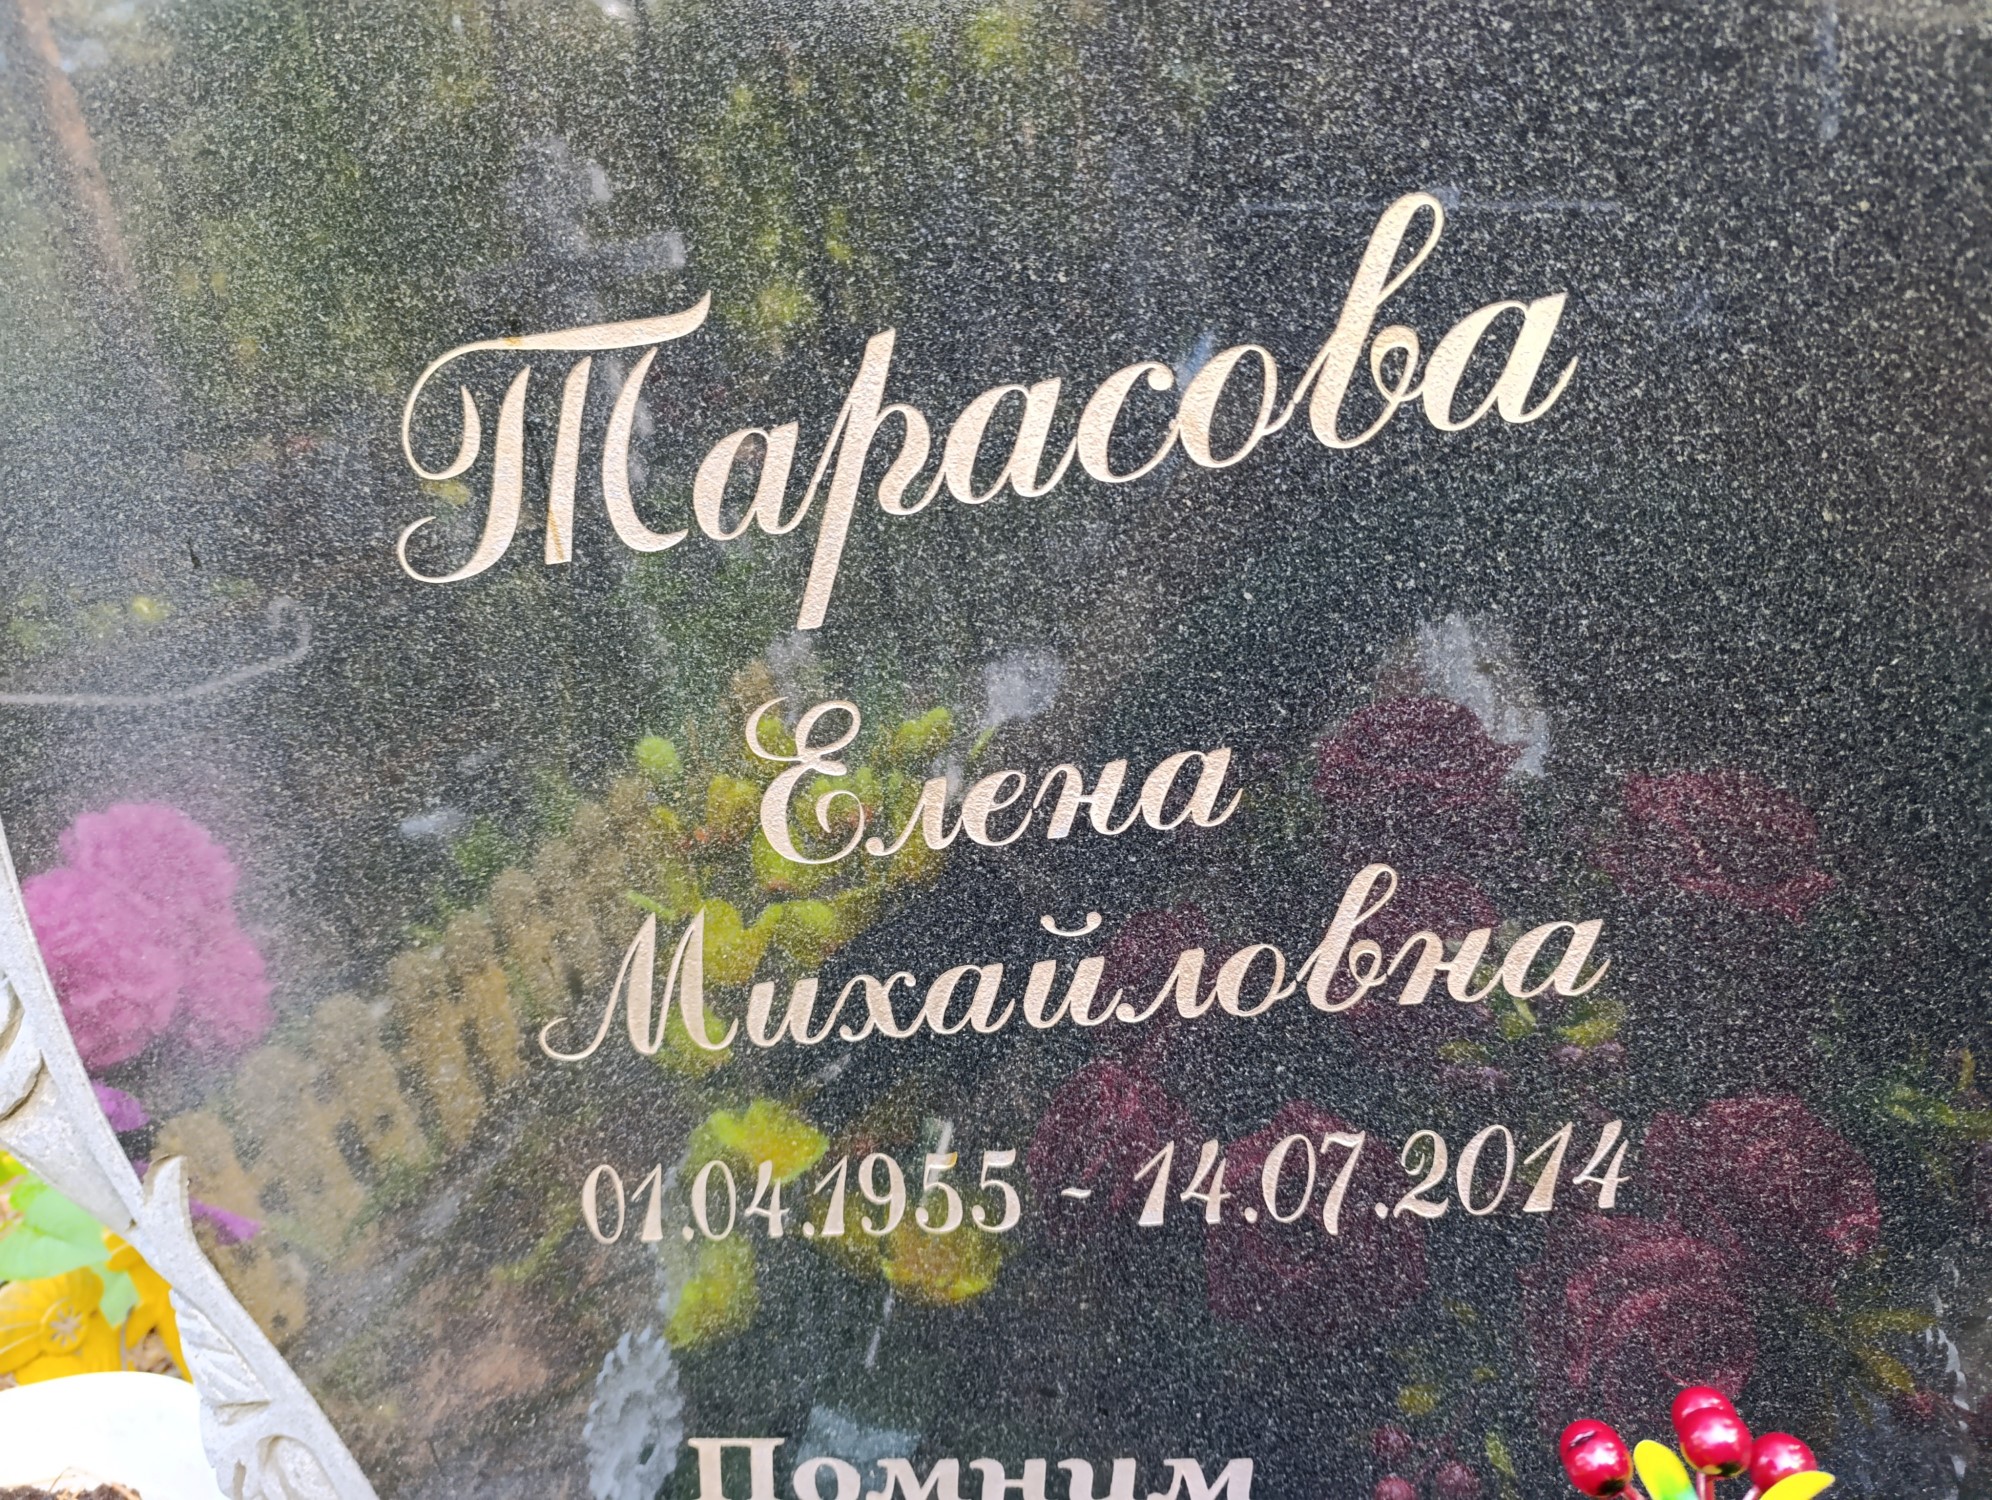 Тарасова
Елена
Михайловна
01.04.1955 - 14.07.2014
Помним